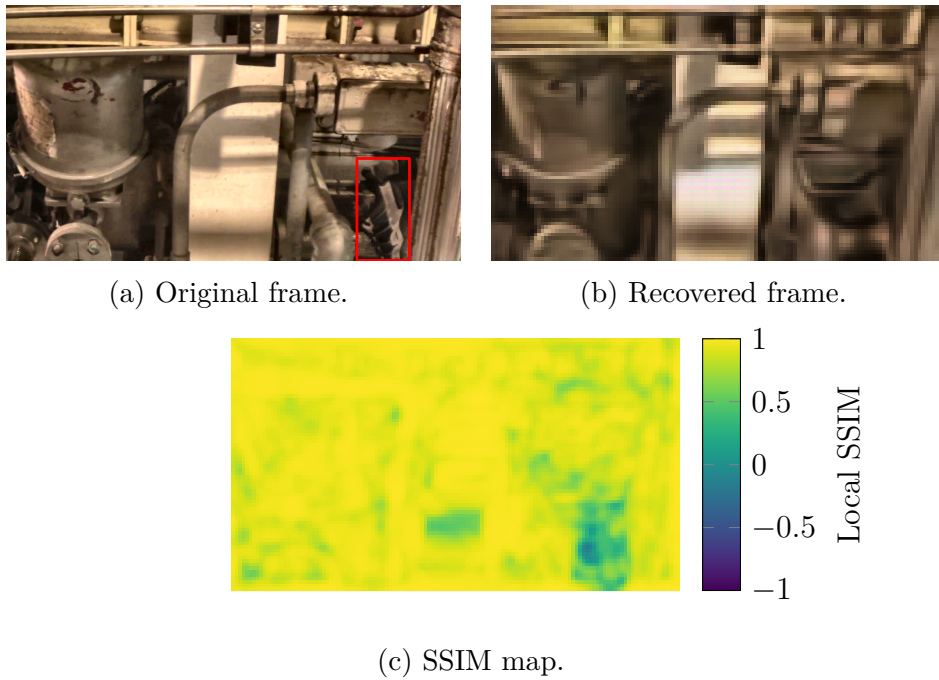 (a) Original frame.
(b) Recovered frame.
1
0.5
0
−0.5
−1
Local SSIM
(c) SSIM map.